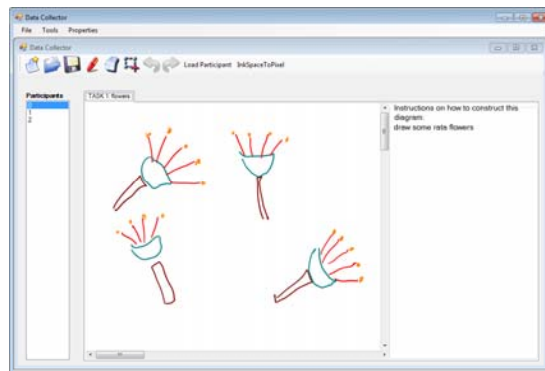 Data Collector
File Tools Properties
Data Collector
Load Participant InkSpaceToPixel
Participants
0
1
2
TASK 1: flowers
Instructions on how to construct this
diagram:
draw some rata flowers